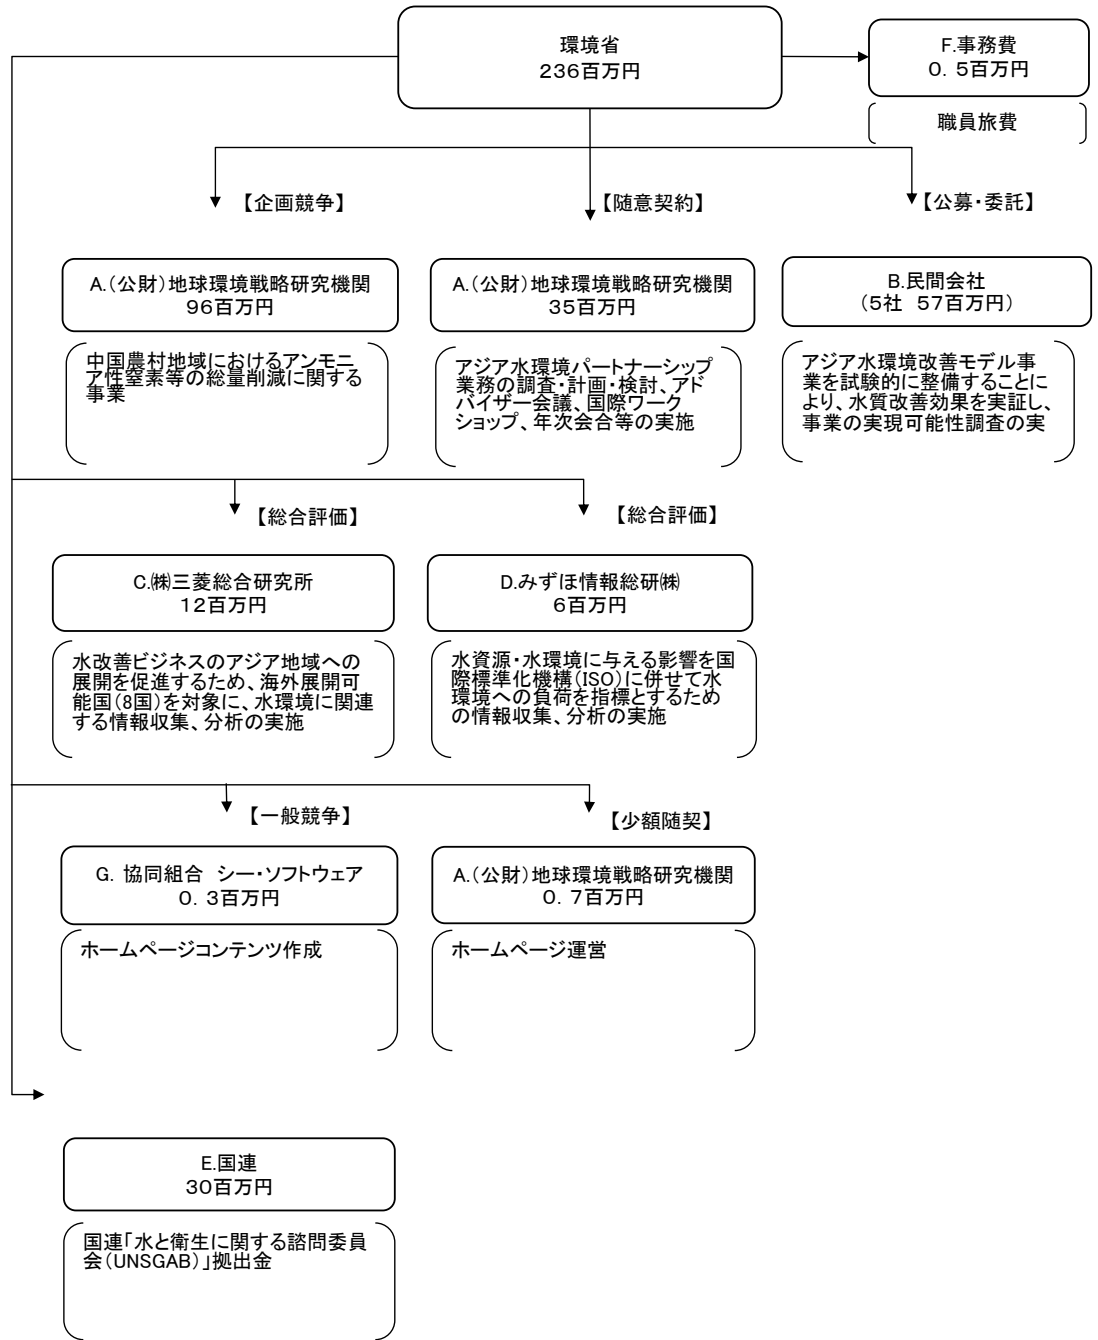 環境省
236百万円
F.事務費
0.5百万円
職員旅費
【企画競争】
【随意契約】
【公募・委託】
A.(公財)地球環境戦略研究機関
96百万円
A.(公財)地球環境戦略研究機関
35百万円
B.民間会社
(5社 57百万円)
中国農村地域におけるアンモニ
ア性窒素等の総量削減に関する
事業
アジア水環境パートナーシップ
業務の調査・計画・検討、アド
バイザー会議、国際ワーク
ショップ、年次会合等の実施
アジア水環境改善モデル事
業を試験的に整備することに
より、水質改善効果を実証し、
事業の実現可能性調査の実
【総合評価】
【総合評価】
C.㈱三菱総合研究所
12百万円
D.みずほ情報総研㈱
6百万円
水改善ビジネスのアジア地域への
展開を促進するため、海外展開可
能国(8国)を対象に、水環境に関連
する情報収集、分析の実施
水資源・水環境に与える影響を国
際標準化機構(ISO)に併せて水
環境への負荷を指標とするため
の情報収集、分析の実施
【一般競争】
【少額随契】
G. 協同組合 シー・ソフトウェア
0.3百万円
A.(公財)地球環境戦略研究機関
0.7百万円
ホームページコンテンツ作成
ホームページ運営
E.国連
30百万円
国連「水と衛生に関する諮問委員
会(UNSGAB)」拠出金